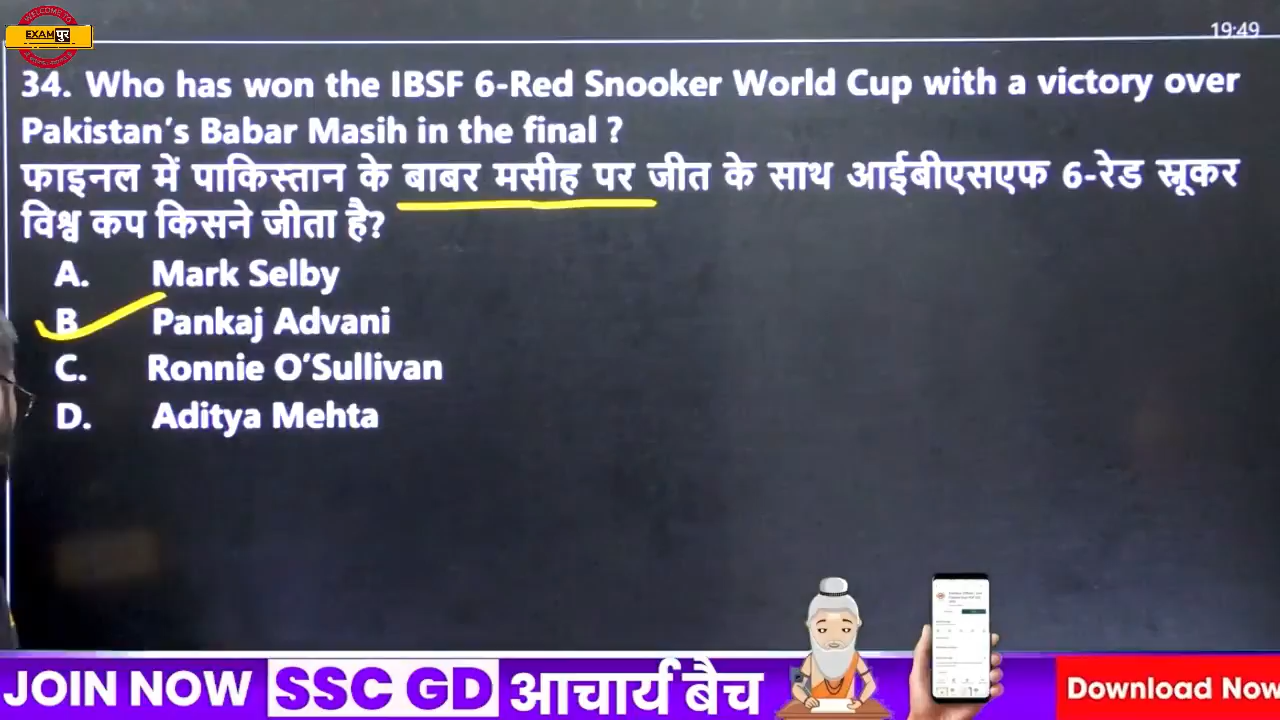 WELCOME TO
EXAMपुर
19:49
34. Who has won the IBSF 6-Red Snooker World Cup with a victory over
Pakistan’s Babar Masih in the final ?
फाइनल में पाकिस्तान के बाबर मसीह पर जीत के साथ आईबीएसएफ 6-रेड स्नूकर
विश्व कप किसने जीता है?
A. Mark Selby
B Pankaj Advani
C. Ronnie O’Sullivan
D. Aditya Mehta
JOIN NOW SSC GD आचार्य बैच
Download Now